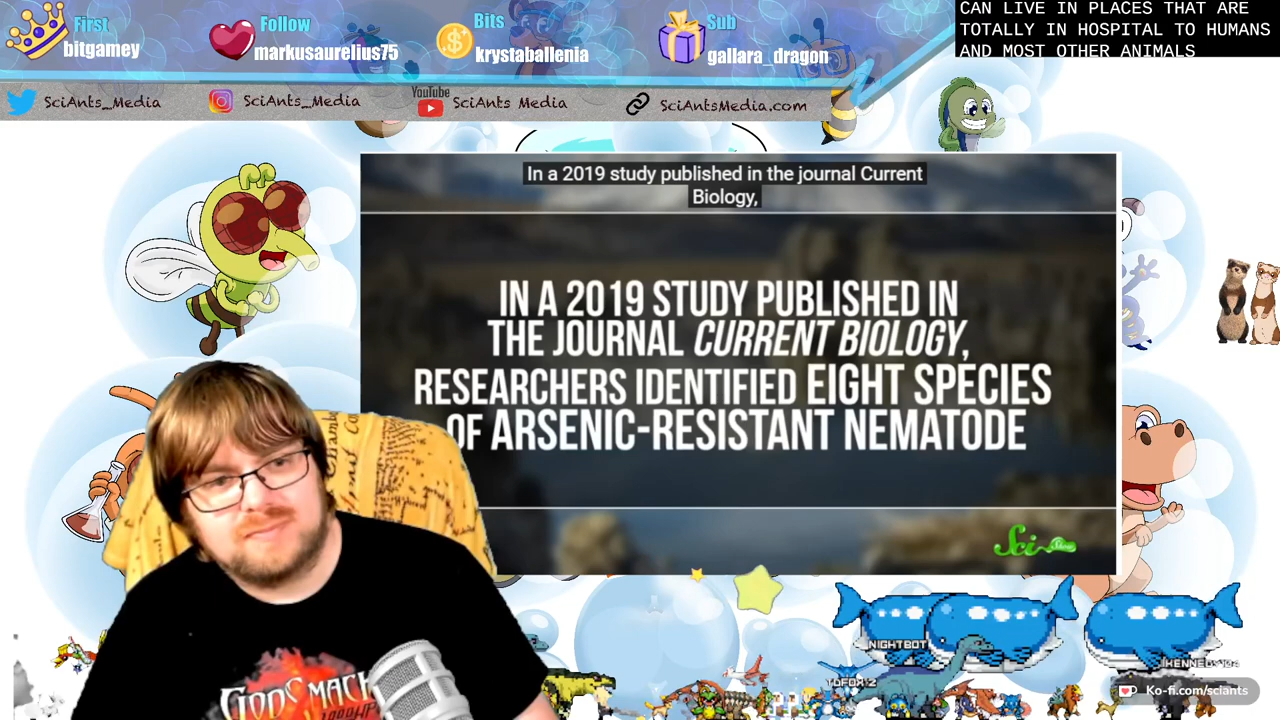 First
bitgamey
Follow
markusaurelius75
Bits
krystaballenia
Sub
gallara_dragon
CAN LIVE IN PLACES THAT ARE
TOTALLY IN HOSPITAL TO HUMANS
AND MOST OTHER ANIMALS
SciAnts_Media
SciAnts_Media
YouTube
SciAnts Media
SciAntsMedia.com
In a 2019 study published in the journal Current
Biology,
IN A 2019 STUDY PUBLISHED IN
THE JOURNAL CURRENT BIOLOGY,
RESEARCHERS IDENTIFIED EIGHT SPECIES
OF ARSENIC-RESISTANT NEMATODE
Sci
GODSMACK
NIGHTBOT
Ko-fi.com/sciants